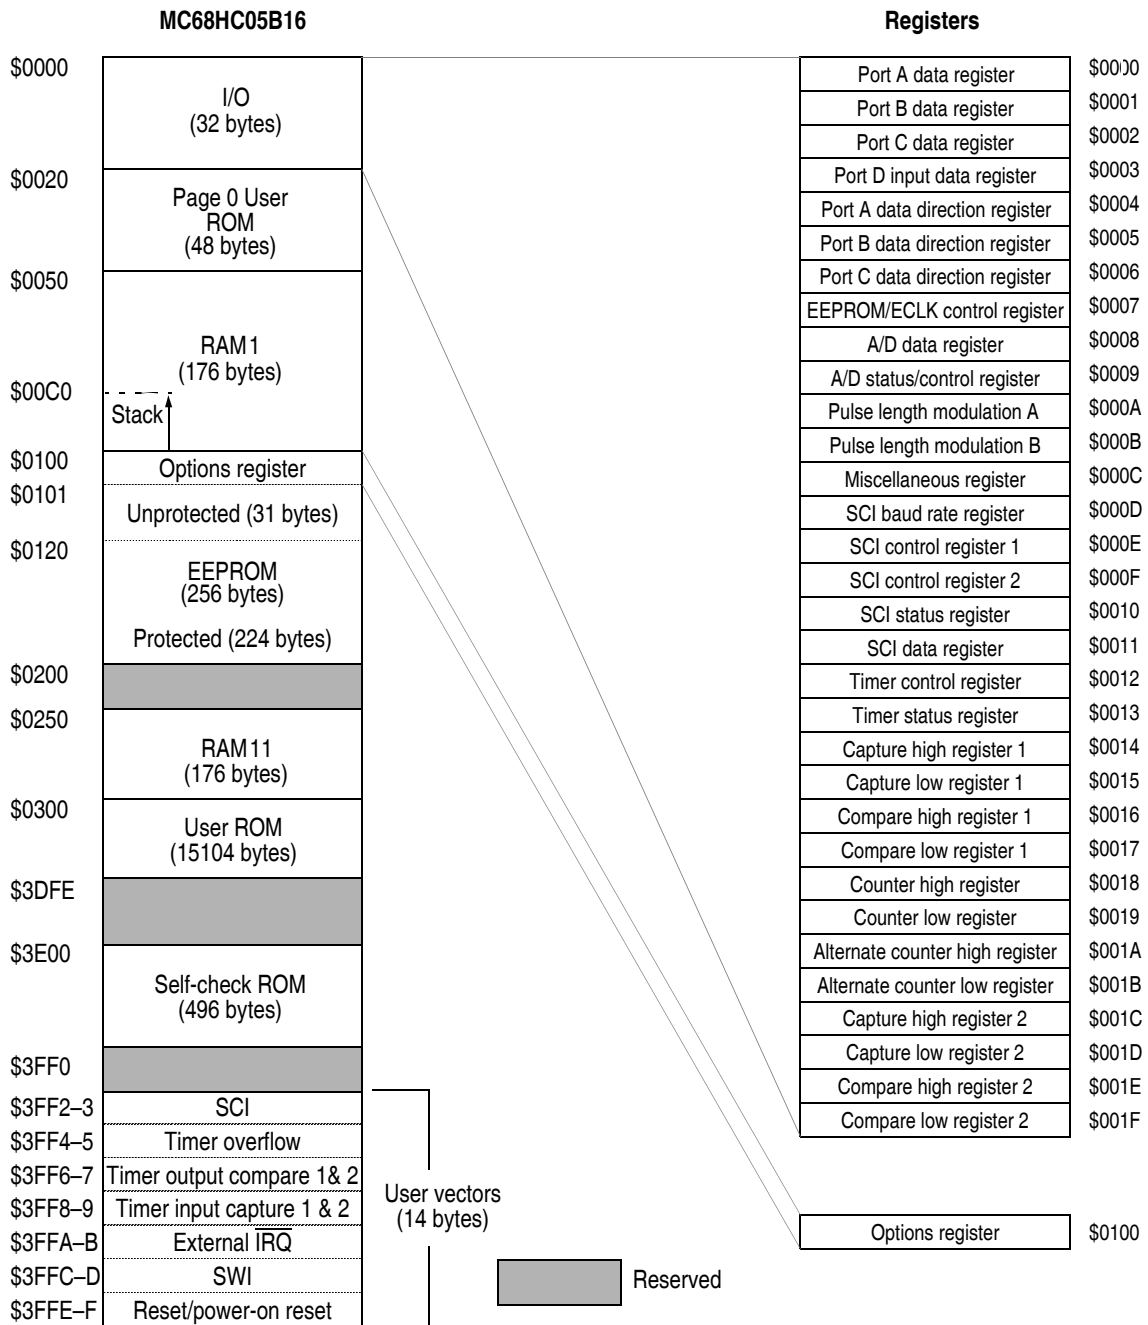 MC68HC05B16
$0000
I/O
(32 bytes)
$0020
Page 0 User
ROM
(48 bytes)
$0050
RAM1
(176 bytes)
$00C0
Stack
$0100
Options register
$0101
Unprotected (31 bytes)
$0120
EEPROM
(256 bytes)
Protected (224 bytes)
$0200
$0250
RAM11
(176 bytes)
$0300
User ROM
(15104 bytes)
$3DFE
$3E00
Self-check ROM
(496 bytes)
$3FF0
$3FF2–3 SCI
$3FF4–5 Timer overflow
$3FF6–7 Timer output compare 1& 2
$3FF8–9 Timer input capture 1 & 2
$3FFA–B External IRQ
$3FFC–D SWI
$3FFE–F Reset/power-on reset
User vectors
(14 bytes)
Reserved
Registers
Port A data register $0000
Port B data register $0001
Port C data register $0002
Port D input data register $0003
Port A data direction register $0004
Port B data direction register $0005
Port C data direction register $0006
EEPROM/ECLK control register $0007
A/D data register $0008
A/D status/control register $0009
Pulse length modulation A $000A
Pulse length modulation B $000B
Miscellaneous register $000C
SCI baud rate register $000D
SCI control register 1 $000E
SCI control register 2 $000F
SCI status register $0010
SCI data register $0011
Timer control register $0012
Timer status register $0013
Capture high register 1 $0014
Capture low register 1 $0015
Compare high register 1 $0016
Compare low register 1 $0017
Counter high register $0018
Counter low register $0019
Alternate counter high register $001A
Alternate counter low register $001B
Capture high register 2 $001C
Capture low register 2 $001D
Compare high register 2 $001E
Compare low register 2 $001F
Options register $0100